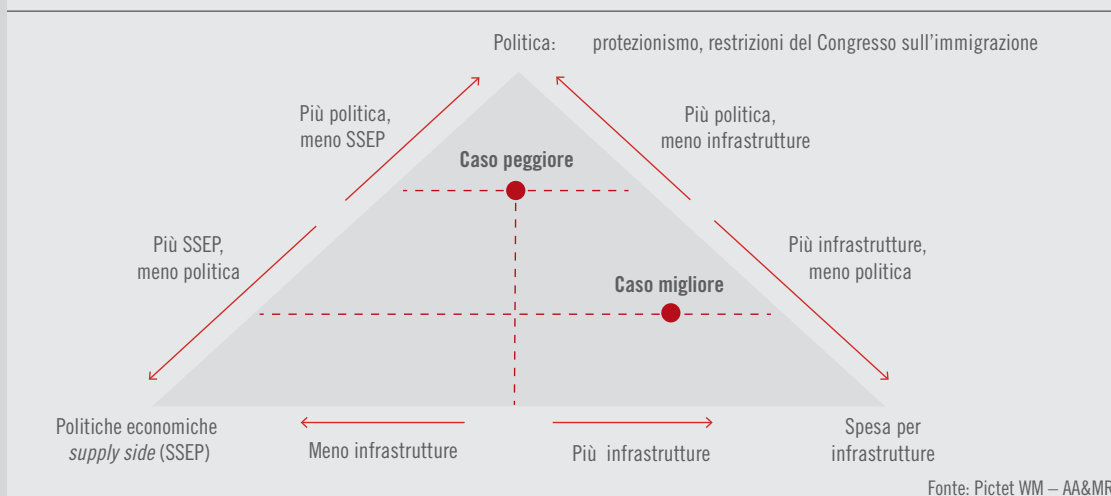 Politica: protezionismo, restrizioni del Congresso sull’immigrazione
Più politica,
meno SSEP
Più politica,
meno infrastrutture
Caso peggiore
Più SSEP,
meno politica
Più infrastrutture,
meno politica
Caso migliore
Politiche economiche
supply side (SSEP)
Meno infrastrutture
Più infrastrutture
Spesa per
infrastrutture
Fonte: Pictet WM – AA&MR